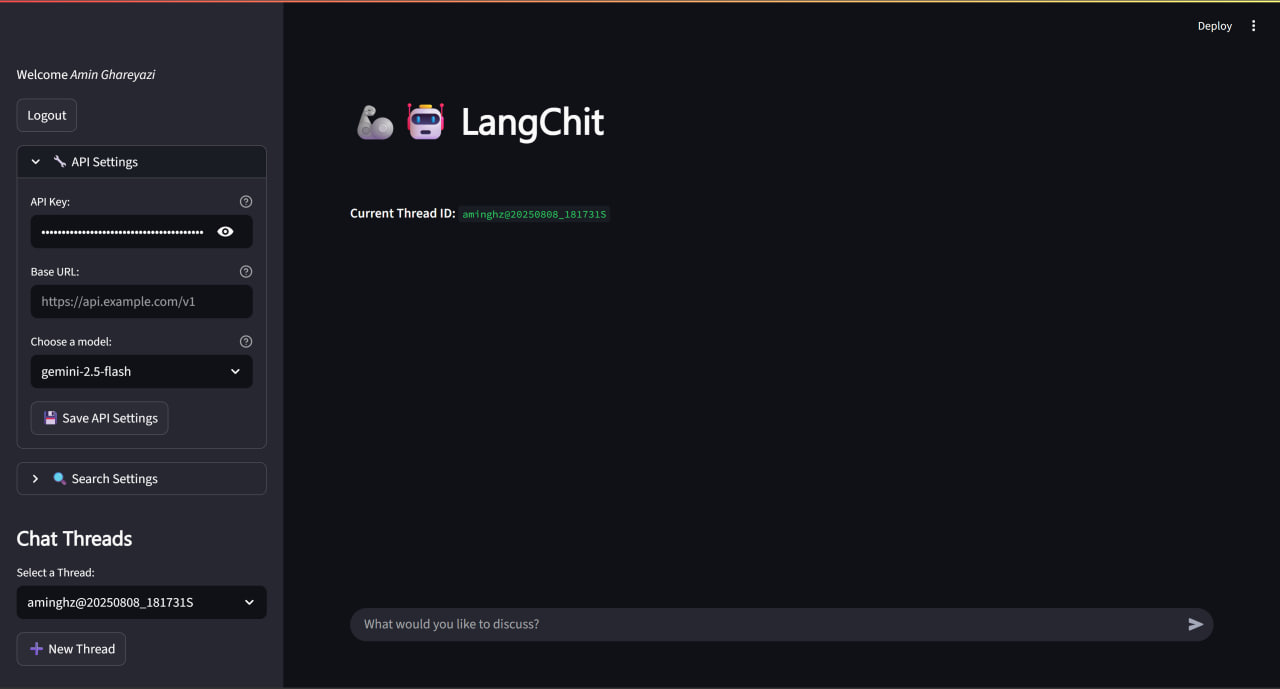 Deploy
Welcome Amin Ghareyazi
Logout
API Settings
API Key:
Base URL:
https://api.example.com/v1
Choose a model:
gemini-2.5-flash
Save API Settings
Search Settings
Chat Threads
Select a Thread:
aminghz@20250808_181731S
New Thread
LangChit
Current Thread ID: aminghz@20250808_181731S
What would you like to discuss?